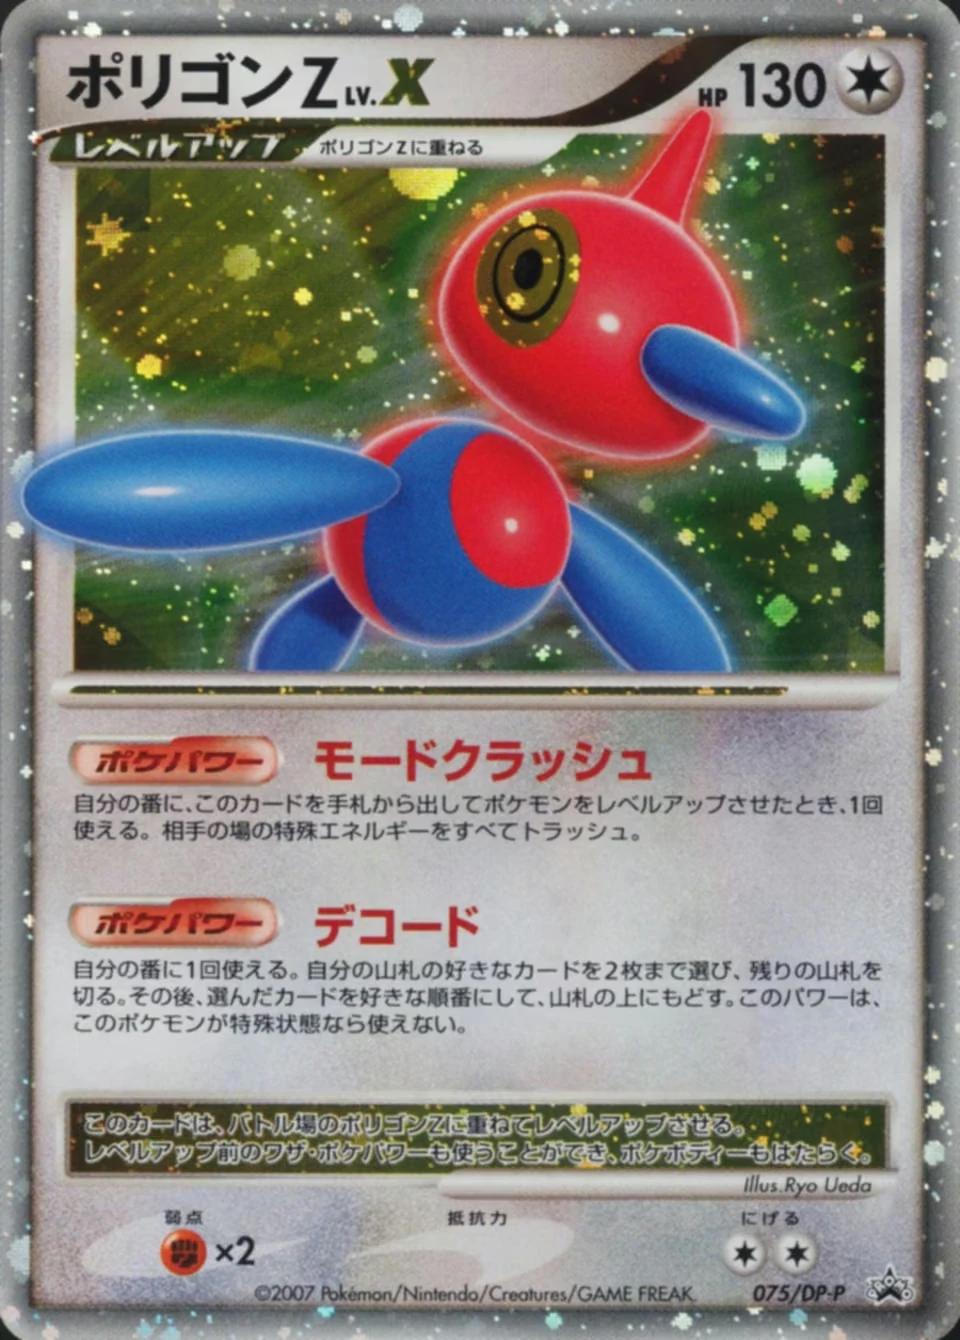 ポリゴンZ LV.X HP 130
レベルアップ ポリゴンZに重ねる
ポケパワー モードクラッシュ
自分の番に、このカードを手札から出してポケモンをレベルアップさせたとき、1回
使える。相手の場の特殊エネルギーをすべてトラッシュ。
ポケパワー デコード
自分の番に1回使える。自分の山札の好きなカードを2枚まで選び、残りの山札を
切る。その後、選んだカードを好きな順番にして、山札の上にもどす。このパワーは、
このポケモンが特殊状態なら使えない。
このカードは、バトル場のポリゴンZに重ねてレベルアップさせる。
レベルアップ前のワザ・ポケパワーも使うことができ、ポケボディーもはたらく。
Illus.Ryo Ueda
弱点 抵抗力 にげる
×2
©2007 Pokémon/Nintendo/Creatures/GAME FREAK. 075/DP-P